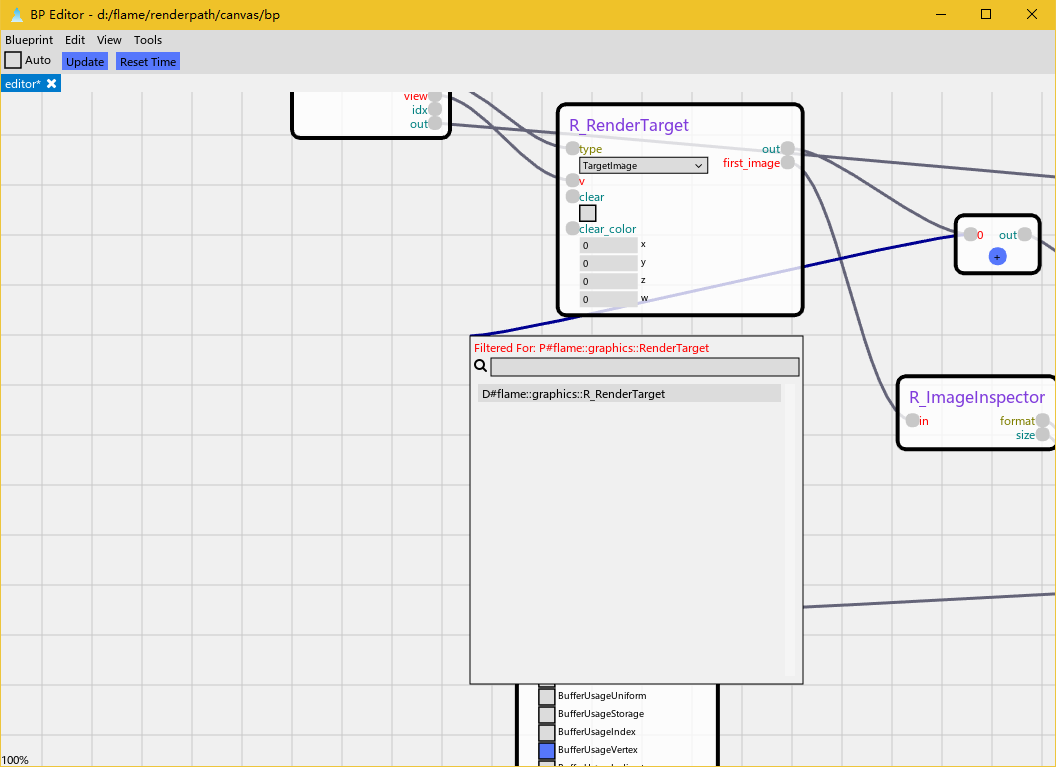 BP Editor - d:/flame/renderpath/canvas/bp
Blueprint Edit View Tools
Auto Update Reset Time
editor*
view
idx
out
R_RenderTarget
type out
TargetImage first_image
v
clear
clear_color
0 x
0 y
0 z
0 w
0 out
+
Filtered For: P#flame::graphics::RenderTarget
D#flame::graphics::R_RenderTarget
R_ImageInspector
in format
size
BufferUsageUniform
BufferUsageStorage
BufferUsageIndex
BufferUsageVertex
100%